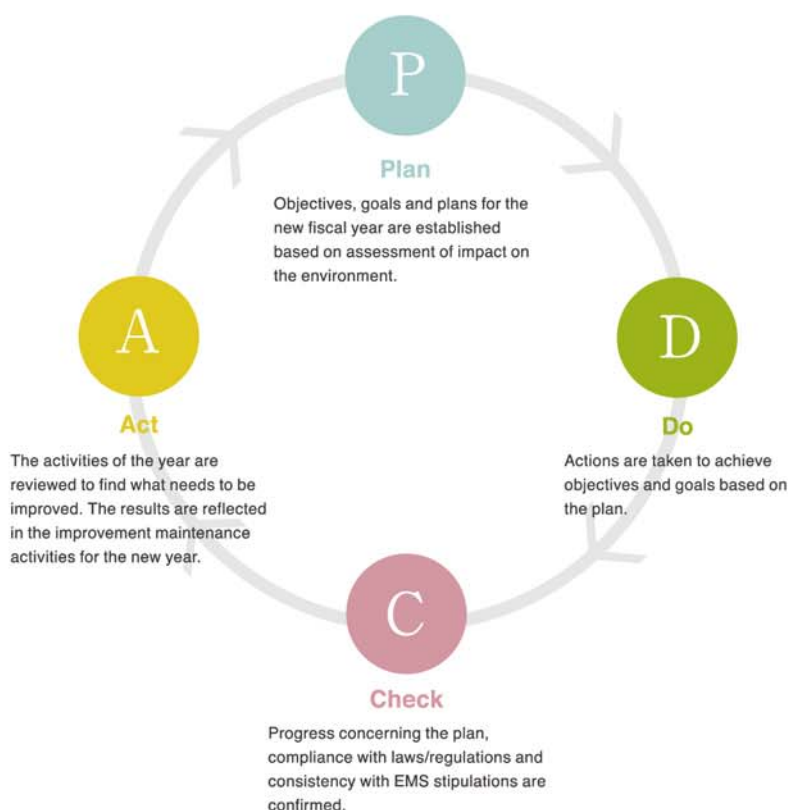 P
Plan
Objectives, goals and plans for the
new fiscal year are established
based on assessment of impact on
the environment.
D
Do
Actions are taken to achieve
objectives and goals based on
the plan.
C
Check
Progress concerning the plan,
compliance with laws/regulations and
consistency with EMS stipulations are
confirmed.
A
Act
The activities of the year are
reviewed to find what needs to be
improved. The results are reflected
in the improvement maintenance
activities for the new year.